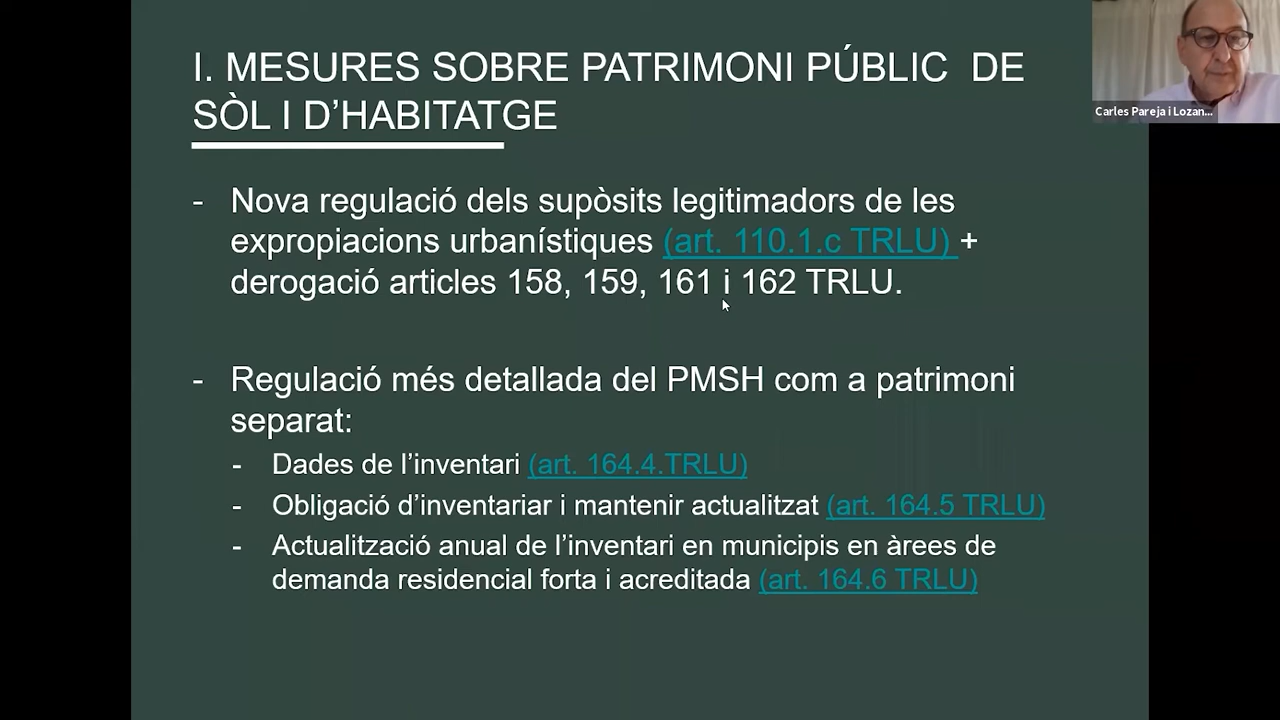 I. MESURES SOBRE PATRIMONI PÚBLIC  DE
SÒL I D’HABITATGE
Carles Pareja i Lozan...
- Nova regulació dels supòsits legitimadors de les
expropiacions urbanístiques (art. 110.1.c TRLU) +
derogació articles 158, 159, 161 i 162 TRLU.
- Regulació més detallada del PMSH com a patrimoni
separat:
- Dades de l’inventari (art. 164.4.TRLU)
- Obligació d’inventariar i mantenir actualitzat (art. 164.5 TRLU)
- Actualització anual de l’inventari en municipis en àrees de
demanda residencial forta i acreditada (art. 164.6 TRLU)